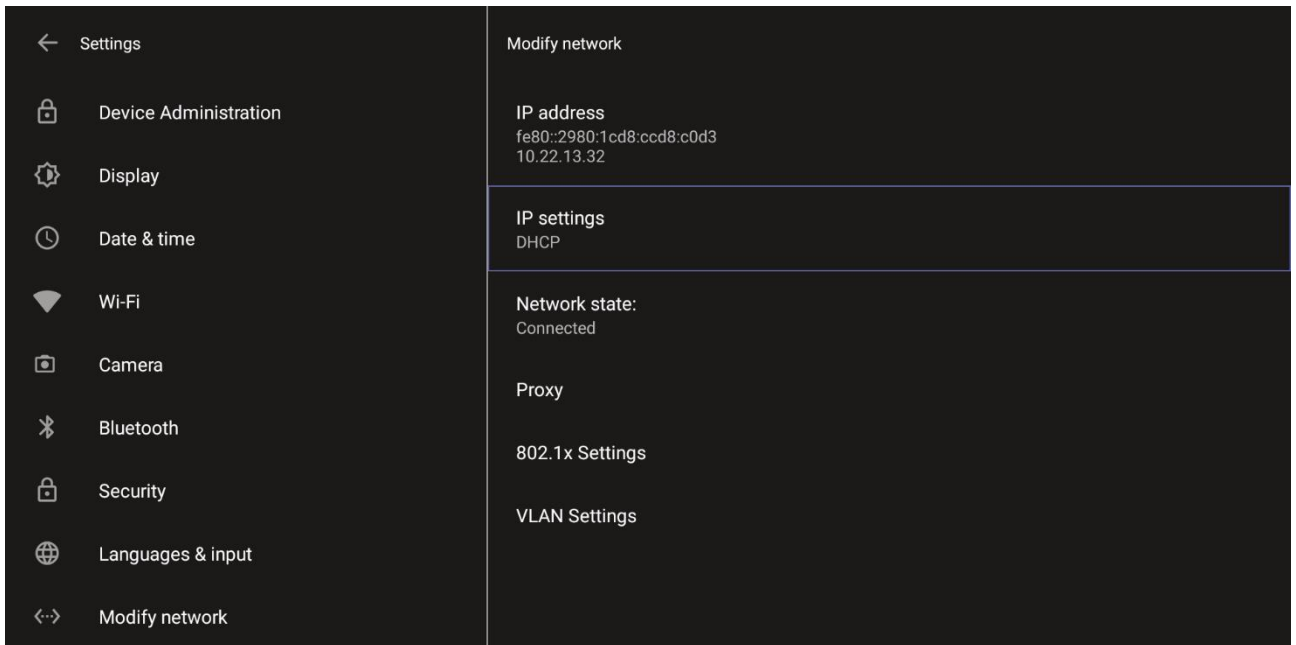 Settings
Device Administration
Display
Date & time
Wi-Fi
Camera
Bluetooth
Security
Languages & input
Modify network
Modify network
IP address
fe80::2980:1cd8:ccd8:c0d3
10.22.13.32
IP settings
DHCP
Network state:
Connected
Proxy
802.1x Settings
VLAN Settings